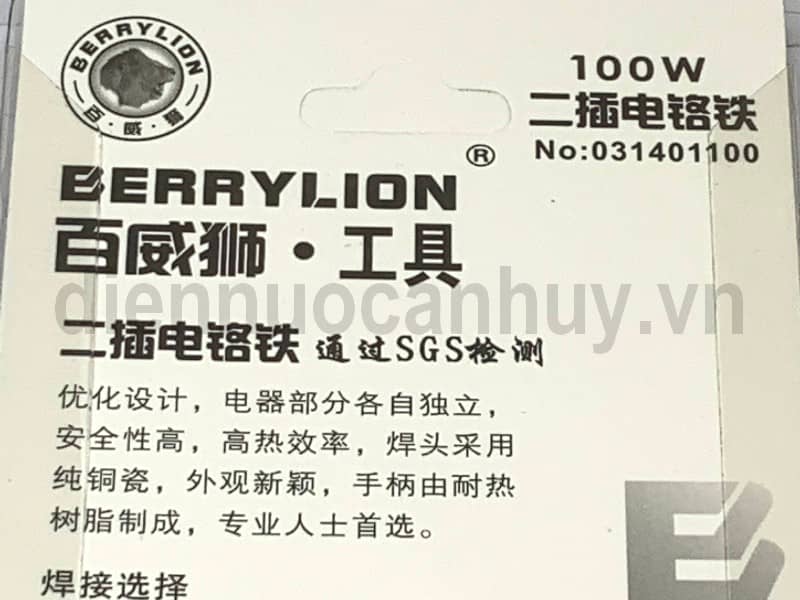 BERRYLION
百·威·狮
100W
二插电铬铁
No:031401100
BERRYLION®
百威狮·工具
diennuocanhuy.vn
二插电铬铁 通过SGS检测
优化设计，电器部分各自独立，
安全性高，高热效率，焊头采用
纯铜瓷，外观新颖，手柄由耐热
树脂制成，专业人士首选。
焊接选择